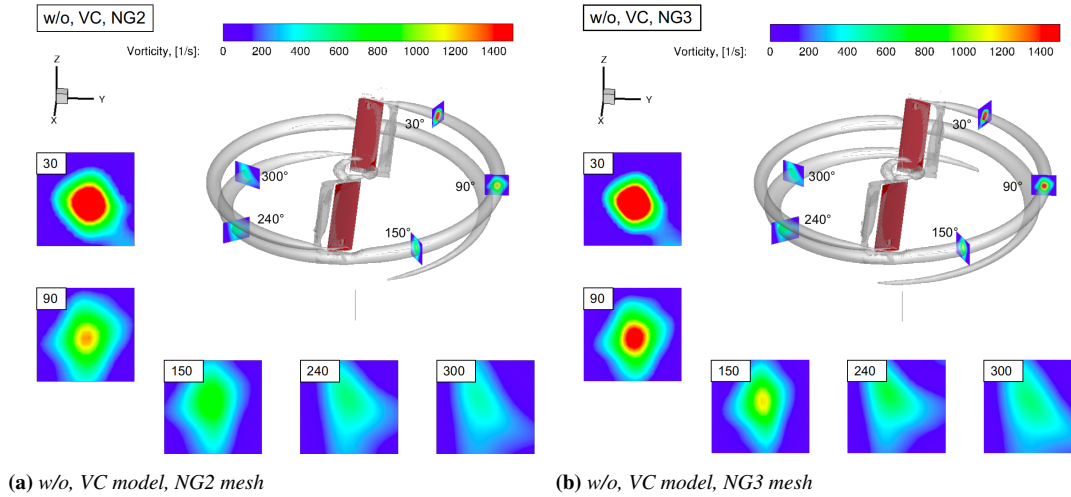 w/o, VC, NG2
Vorticity, [1/s]: 0 200 400 600 800 1000 1200 1400
Z
Y
X
30°
30
300°
90°
240°
150°
90
150
240
300
(a) w/o, VC model, NG2 mesh
w/o, VC, NG3
Vorticity, [1/s]: 0 200 400 600 800 1000 1200 1400
Z
Y
X
30°
30
300°
90°
240°
150°
90
150
240
300
(b) w/o, VC model, NG3 mesh